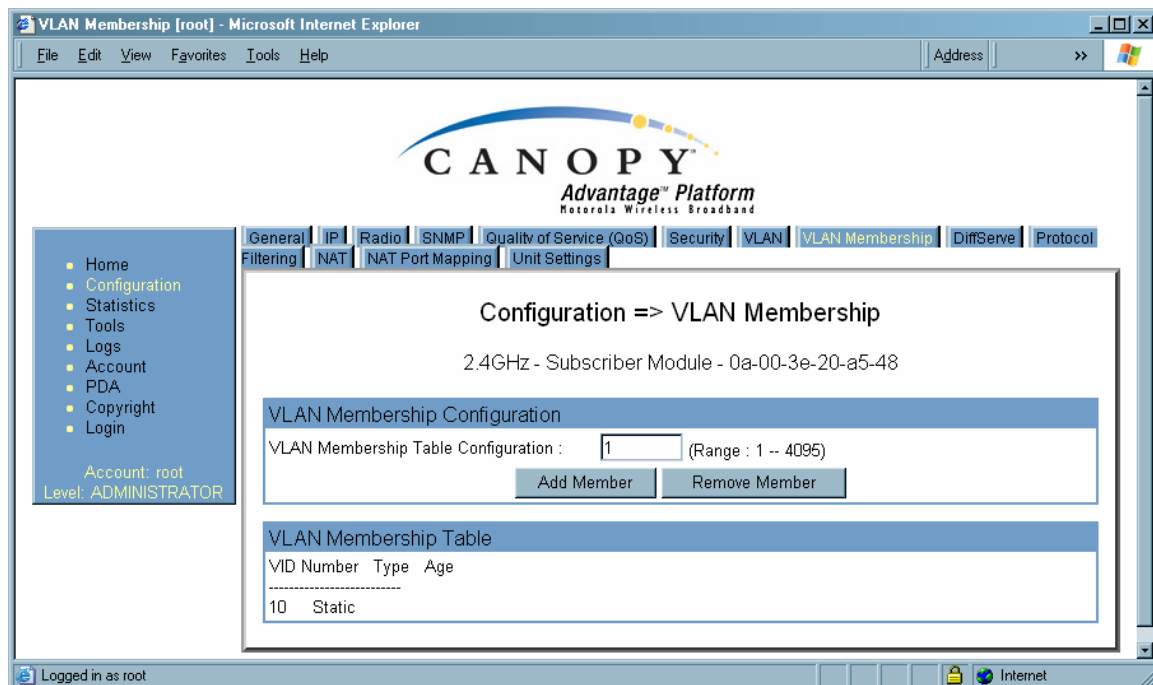 VLAN Membership [root] - Microsoft Internet Explorer
File Edit View Favorites Tools Help
Address »
CANOPY™
Advantage™ Platform
Motorola Wireless Broadband
General IP Radio SNMP Quality of Service (QoS) Security VLAN VLAN Membership DiffServe Protocol
Filtering NAT NAT Port Mapping Unit Settings
Home
Configuration
Statistics
Tools
Logs
Account
PDA
Copyright
Login
Account: root
Level: ADMINISTRATOR
Configuration => VLAN Membership
2.4GHz - Subscriber Module - 0a-00-3e-20-a5-48
VLAN Membership Configuration
VLAN Membership Table Configuration : 1 (Range : 1 -- 4095)
Add Member Remove Member
VLAN Membership Table
VID Number Type Age
--------------------------
10 Static
Logged in as root
Internet